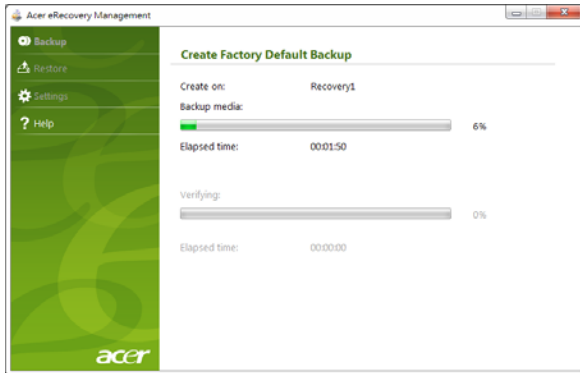 Acer eRecovery Management
Backup
Restore
Settings
? Help
Create Factory Default Backup
Create on: Recovery1
Backup media:
6%
Elapsed time: 00:01:50
Verifying:
0%
Elapsed time: 00:00:00
acer